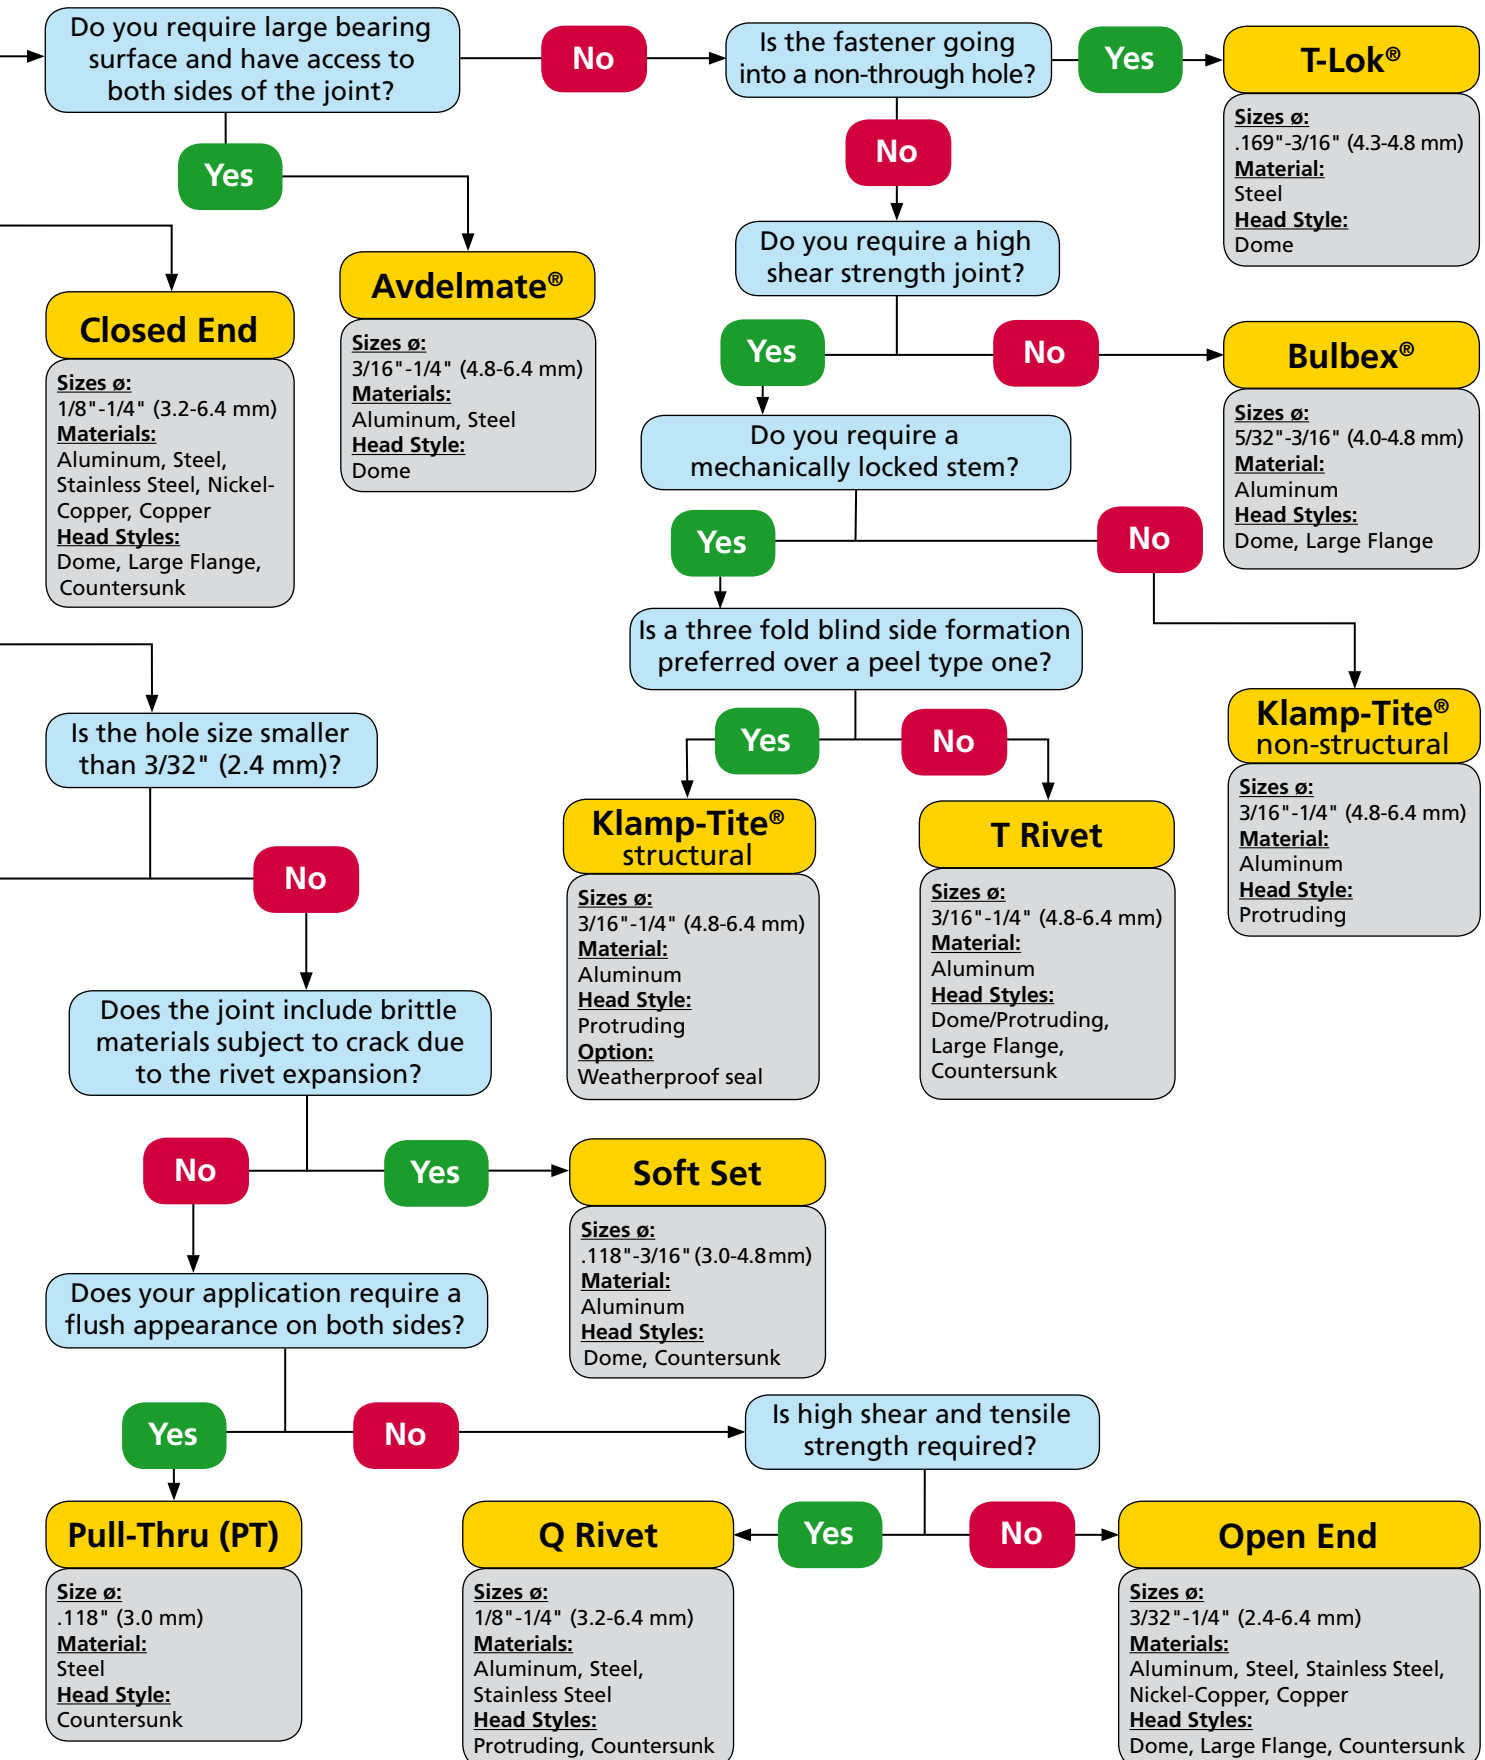 Do you require large bearing
surface and have access to
both sides of the joint?
No
Is the fastener going
into a non-through hole?
Yes
T-Lok®
Sizes ø:
.169"-3/16" (4.3-4.8 mm)
Material:
Steel
Head Style:
Dome
Yes
No
Do you require a high
shear strength joint?
Avdelmate®
Sizes ø:
3/16"-1/4" (4.8-6.4 mm)
Materials:
Aluminum, Steel
Head Style:
Dome
Closed End
Sizes ø:
1/8"-1/4" (3.2-6.4 mm)
Materials:
Aluminum, Steel,
Stainless Steel, Nickel-
Copper, Copper
Head Styles:
Dome, Large Flange,
Countersunk
Yes
No
Bulbex®
Sizes ø:
5/32"-3/16" (4.0-4.8 mm)
Material:
Aluminum
Head Styles:
Dome, Large Flange
Do you require a
mechanically locked stem?
Yes
No
Is a three fold blind side formation
preferred over a peel type one?
Klamp-Tite®
non-structural
Sizes ø:
3/16"-1/4" (4.8-6.4 mm)
Material:
Aluminum
Head Style:
Protruding
Yes
No
Klamp-Tite®
structural
Sizes ø:
3/16"-1/4" (4.8-6.4 mm)
Material:
Aluminum
Head Style:
Protruding
Option:
Weatherproof seal
T Rivet
Sizes ø:
3/16"-1/4" (4.8-6.4 mm)
Material:
Aluminum
Head Styles:
Dome/Protruding,
Large Flange,
Countersunk
Is the hole size smaller
than 3/32" (2.4 mm)?
No
Does the joint include brittle
materials subject to crack due
to the rivet expansion?
No
Yes
Soft Set
Sizes ø:
.118"-3/16" (3.0-4.8mm)
Material:
Aluminum
Head Styles:
Dome, Countersunk
Does your application require a
flush appearance on both sides?
Yes
No
Is high shear and tensile
strength required?
Yes
No
Pull-Thru (PT)
Size ø:
.118" (3.0 mm)
Material:
Steel
Head Style:
Countersunk
Q Rivet
Sizes ø:
1/8"-1/4" (3.2-6.4 mm)
Materials:
Aluminum, Steel,
Stainless Steel
Head Styles:
Protruding, Countersunk
Open End
Sizes ø:
3/32"-1/4" (2.4-6.4 mm)
Materials:
Aluminum, Steel, Stainless Steel,
Nickel-Copper, Copper
Head Styles:
Dome, Large Flange, Countersunk